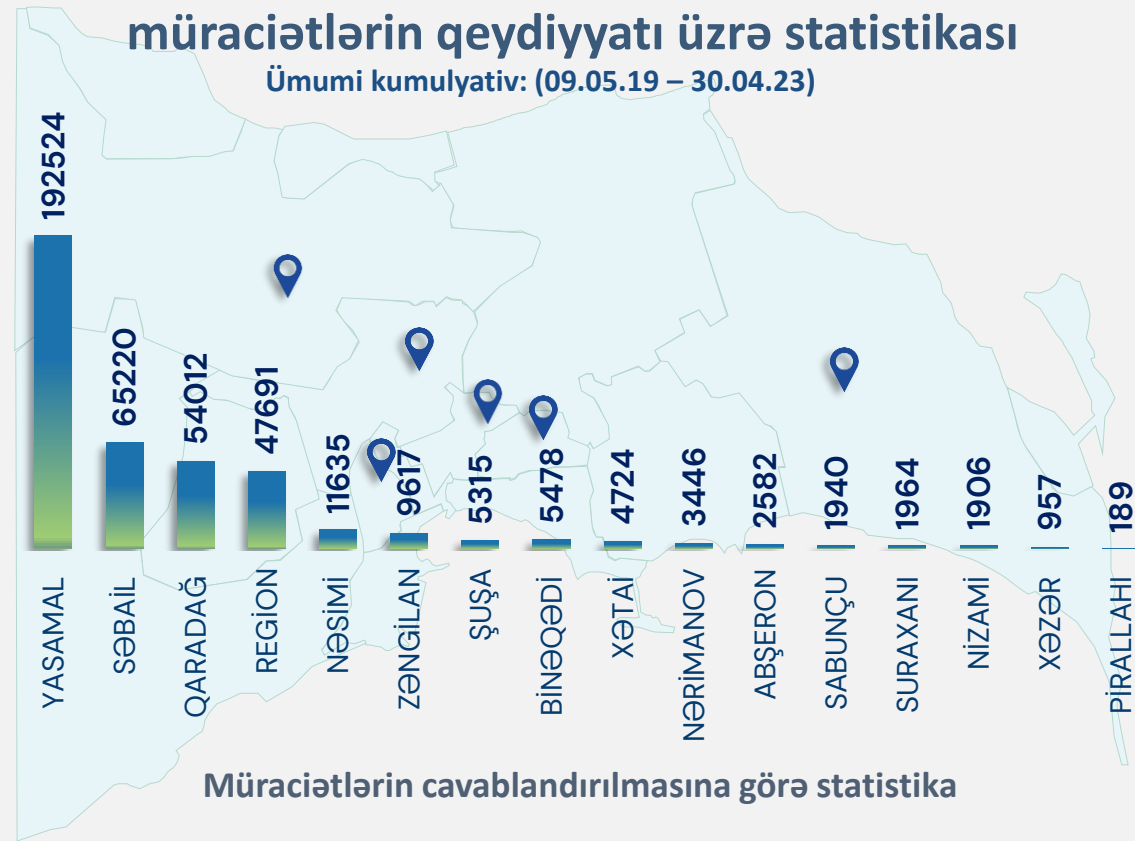 müraciətlərin qeydiyyatı üzrə statistikası
Ümumi kumulyativ: (09.05.19 – 30.04.23)
192524
65220
54012
47691
11635
9617
5315
5478
4724
3446
2582
1940
1964
1906
957
189
YASAMAL
SƏBAİL
QARADAĞ
REGİON
NƏSİMİ
ZƏNGİLAN
ŞUŞA
BİNƏQƏDİ
XƏTAİ
NƏRİMANOV
ABŞERON
SABUNÇU
SURAXANI
NİZAMİ
XƏZƏR
PİRALLAHI
Müraciətlərin cavablandırılmasına görə statistika